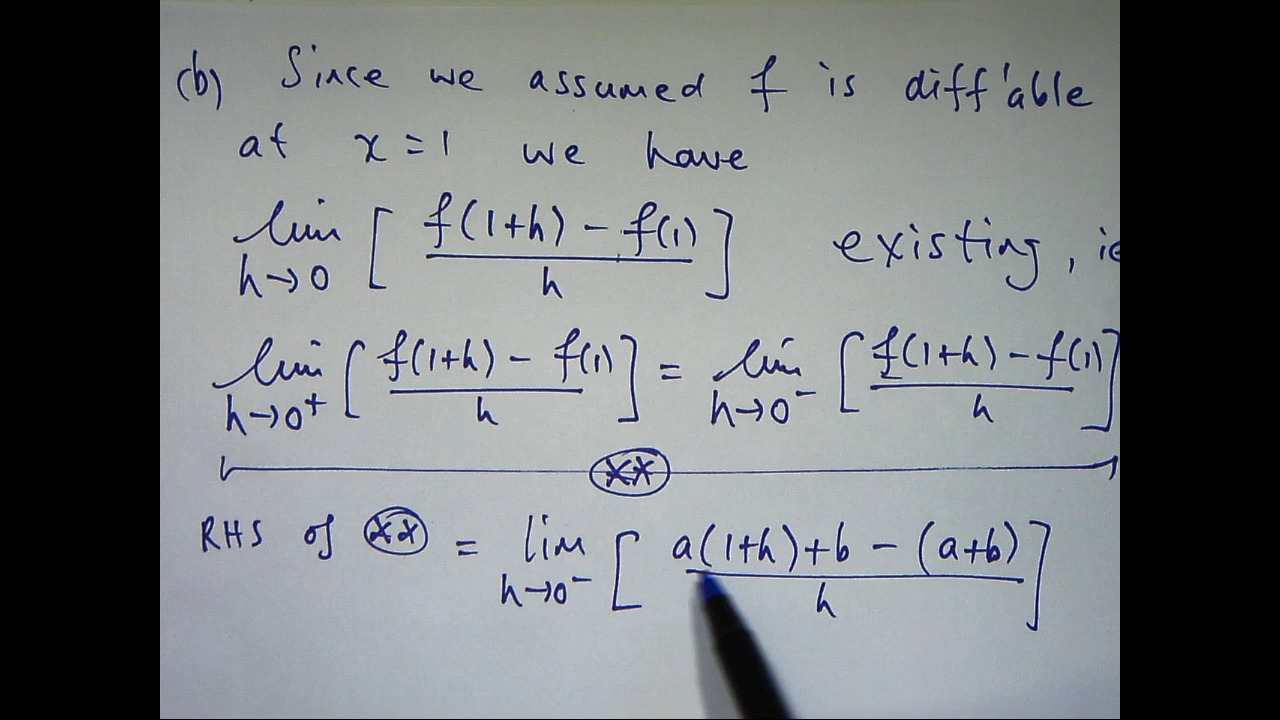 (b) Since we assumed f is diff'able
at x=1 we have
lim h→0 [ f(1+h) - f(1) / h ] existing, ie
lim h→0⁺ [ f(1+h) - f(1) / h ] = lim h→0⁻ [ f(1+h) - f(1) / h ]
**
RHS of ** = lim h→0⁻ [ a(1+h)+b - (a+b) / h ]